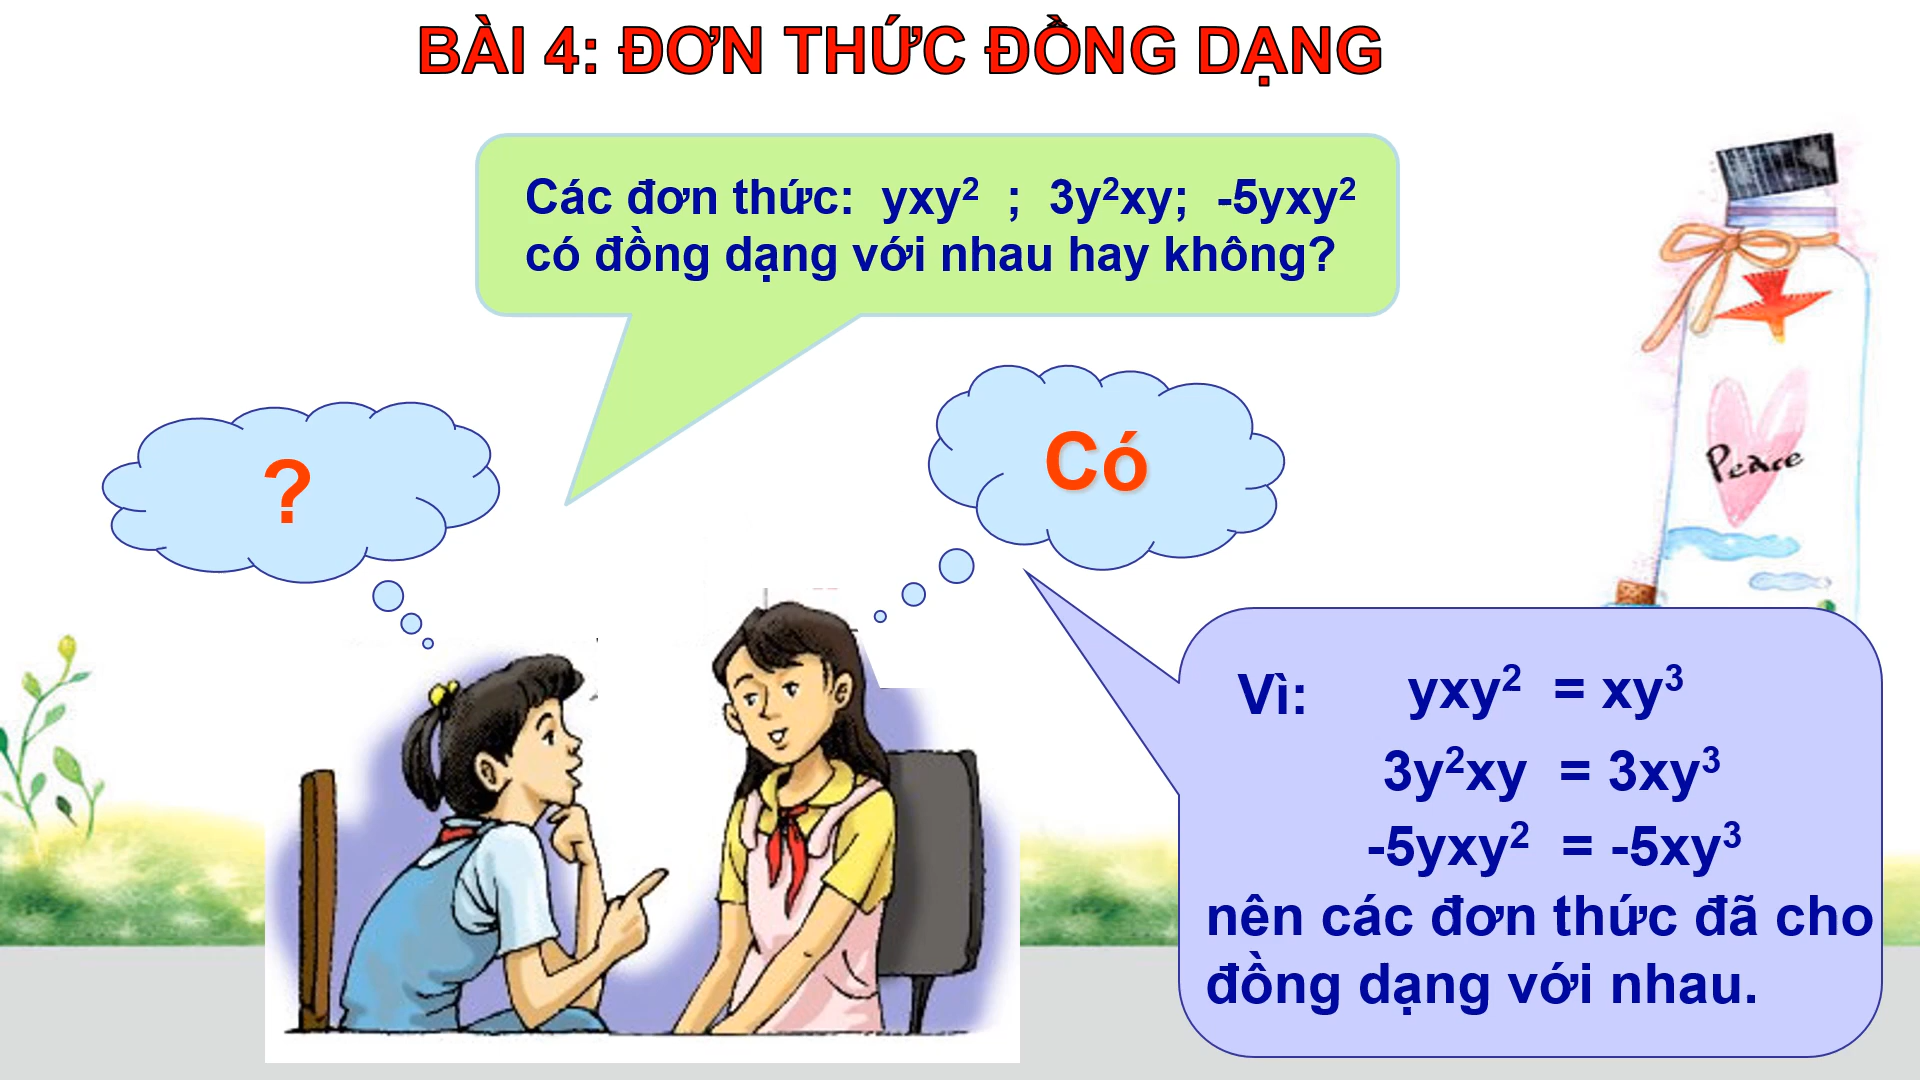 BÀI 4: ĐƠN THỨC ĐỒNG DẠNG
Các đơn thức: yxy² ; 3y²xy; -5yxy²
có đồng dạng với nhau hay không?
?
Có
Peace
Vì: yxy² = xy³
3y²xy = 3xy³
-5yxy² = -5xy³
nên các đơn thức đã cho
đồng dạng với nhau.